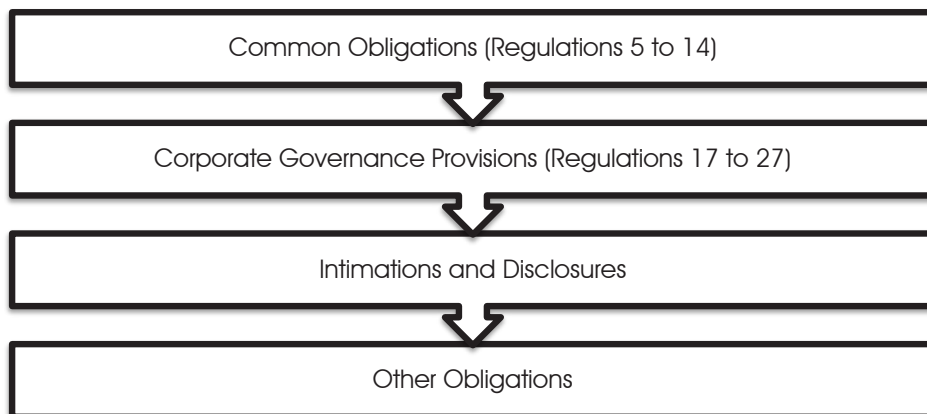 Common Obligations (Regulations 5 to 14)
Corporate Governance Provisions (Regulations 17 to 27)
Intimations and Disclosures
Other Obligations